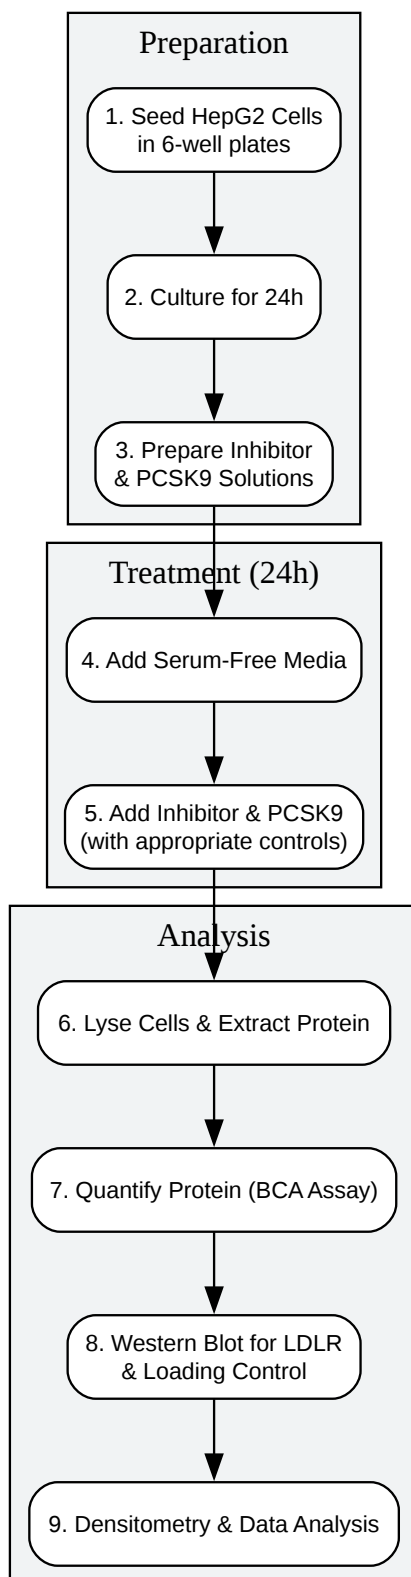 Preparation
1. Seed HepG2 Cells
in 6-well plates
2. Culture for 24h
3. Prepare Inhibitor
& PCSK9 Solutions
Treatment (24h)
4. Add Serum-Free Media
5. Add Inhibitor & PCSK9
(with appropriate controls)
Analysis
6. Lyse Cells & Extract Protein
7. Quantify Protein (BCA Assay)
8. Western Blot for LDLR
& Loading Control
9. Densitometry & Data Analysis